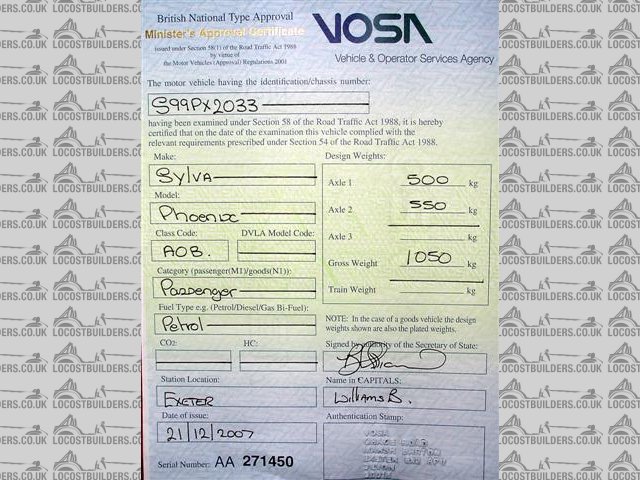 British National Type Approval
VOSA
Minister's Approval Certificate
Vehicle & Operator Services Agency
issued under Section 58(1) of the Road Traffic Act 1988
by virtue of
the Motor Vehicles (Approval) Regulations 2001
The motor vehicle having the identification/chassis number:
S99PX2033
having been examined under Section 58 of the Road Traffic Act 1988, it is hereby
certified that on the date of the examination this vehicle complied with the
relevant requirements prescribed under Section 54 of the Road Traffic Act 1988.
Make:
Sylva
Model:
Phoenix
Class Code: DVLA Model Code:
AOB.
Category (passenger(M1)/goods(N1)):
Passenger
Fuel Type e.g. (Petrol/Diesel/Gas Bi-Fuel):
Petrol
CO2: HC:
Station Location:
EXETER
Date of issue:
21/12/2007
Serial Number: AA 271450
Design Weights:
Axle 1 500 kg
Axle 2 550 kg
Axle 3 kg
Gross Weight 1050 kg
Train Weight kg
NOTE: In the case of a goods vehicle the design
weights shown are also the plated weights.
Signed by authority of the Secretary of State:
Name in CAPITALS:
Williams B.
Authentication Stamp:
VOSA
LOCOSTBUILDERS.CO.UK